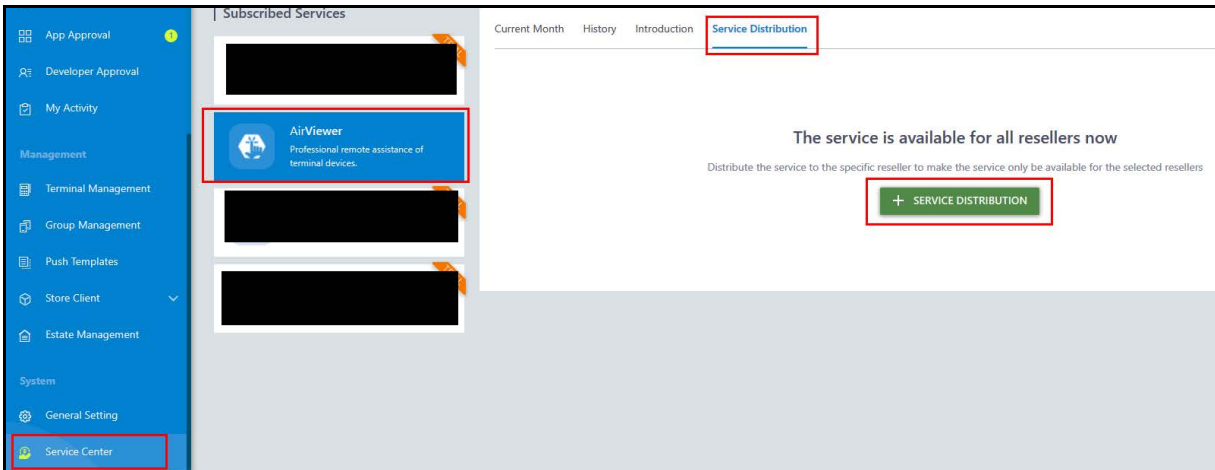 App Approval 1
Developer Approval
My Activity
Management
Terminal Management
Group Management
Push Templates
Store Client
Estate Management
System
General Setting
Service Center
Subscribed Services
AirViewer
Professional remote assistance of
terminal devices.
Current Month History Introduction Service Distribution
The service is available for all resellers now
Distribute the service to the specific reseller to make the service only be available for the selected resellers
+ SERVICE DISTRIBUTION